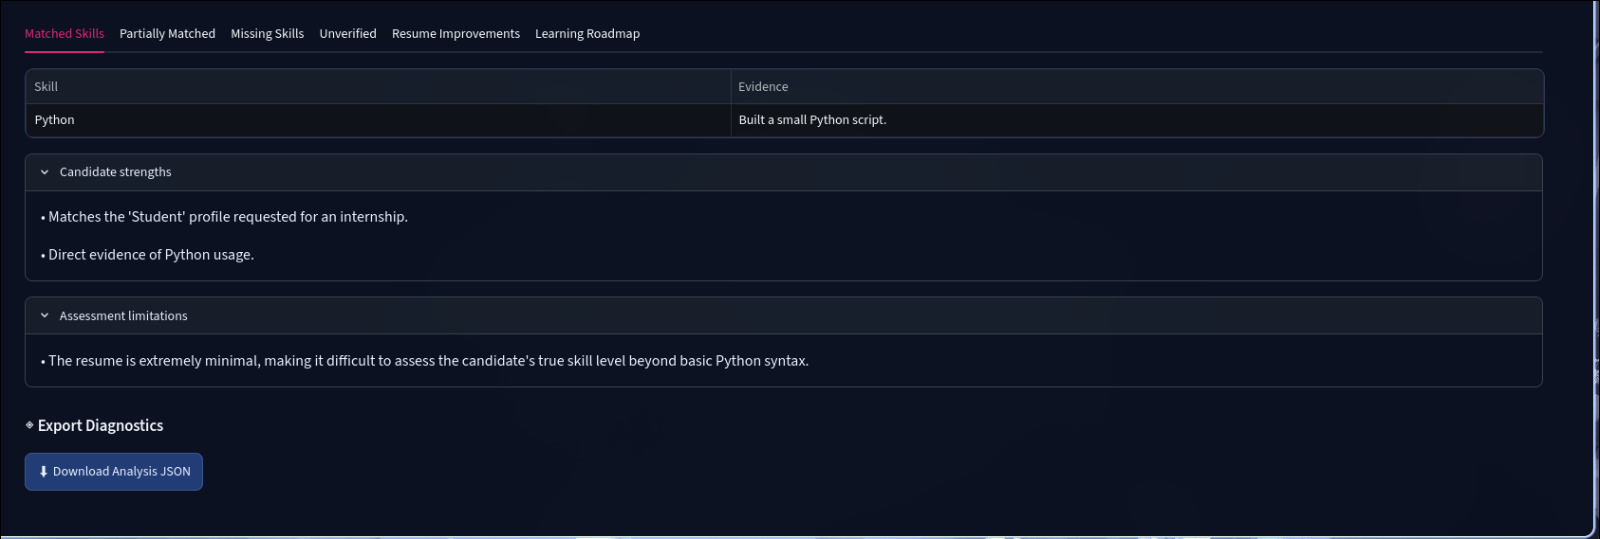 Matched Skills Partially Matched Missing Skills Unverified Resume Improvements Learning Roadmap
Skill Evidence
Python Built a small Python script.
Candidate strengths
• Matches the 'Student' profile requested for an internship.
• Direct evidence of Python usage.
Assessment limitations
• The resume is extremely minimal, making it difficult to assess the candidate's true skill level beyond basic Python syntax.
Export Diagnostics
Download Analysis JSON